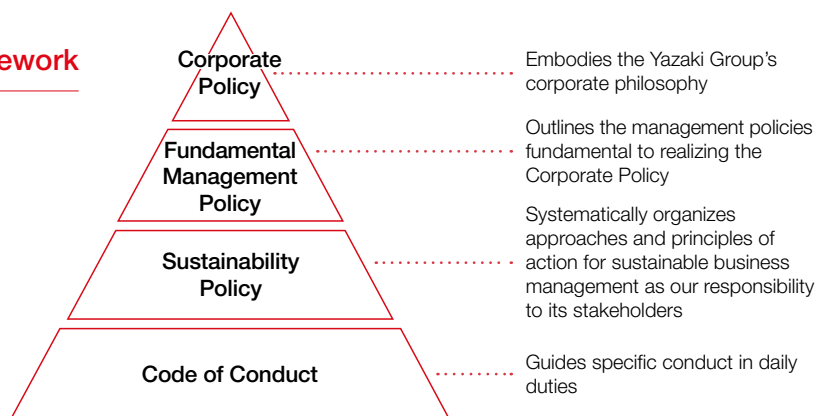 ework
Corporate
Policy
Embodies the Yazaki Group's
corporate philosophy
Fundamental
Management
Policy
Outlines the management policies
fundamental to realizing the
Corporate Policy
Sustainability
Policy
Systematically organizes
approaches and principles of
action for sustainable business
management as our responsibility
to its stakeholders
Code of Conduct
Guides specific conduct in daily
duties